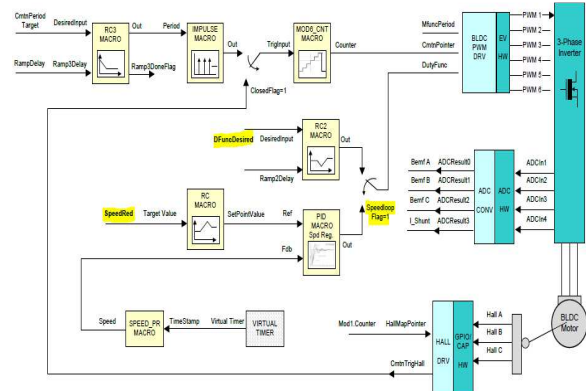 CmtnPeriod
Target
DesiredInput
RampDelay
Ramp3Delay
RC3
MACRO
Out
Ramp3DoneFlag
Period
IMPULSE
MACRO
Out
TrigInput
ClosedFlag=1
MOD6_CNT
MACRO
Counter
MfuncPeriod
CmtnPointer
DutyFunc
BLDC
PWM
DRV
EV
HW
PWM 1
PWM 2
PWM 3
PWM 4
PWM 5
PWM 6
3-Phase
Inverter
DFuncDesired
DesiredInput
Ramp2Delay
RC2
MACRO
Out
SpeedRed
Target Value
RC
MACRO
SetPointValue
Ref
Fdb
PID
MACRO
Spd Reg.
Out
Speedloop
Flag=1
Bemf A
ADCResult0
Bemf B
ADCResult1
Bemf C
ADCResult2
I_Shunt
ADCResult3
ADC
CONV
ADC
HW
ADCIn1
ADCIn2
ADCIn3
ADCIn4
Speed
SPEED_PR
MACRO
TimeStamp
Virtual Timer
VIRTUAL
TIMER
Mod1.Counter
HallMapPointer
CmtnTrigHall
HALL
DRV
GPIO/
CAP
HW
Hall A
Hall B
Hall C
BLDC
Motor